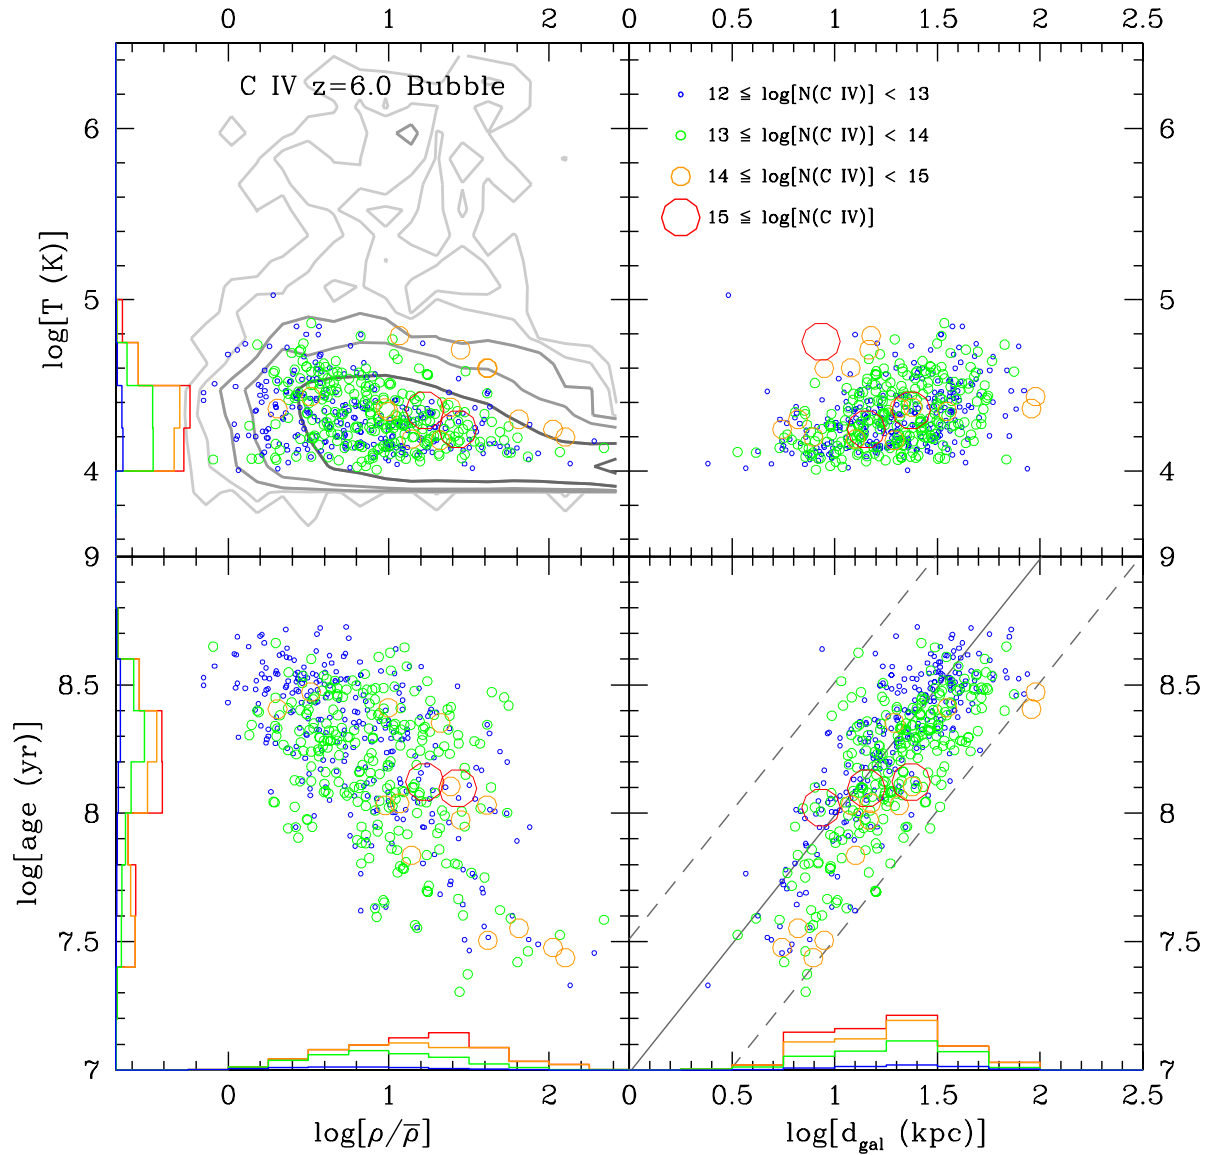 0 1 2 0 0.5 1 1.5 2 2.5
C IV z=6.0 Bubble
12 ≦ log[N(C IV)] < 13
13 ≦ log[N(C IV)] < 14
14 ≦ log[N(C IV)] < 15
15 ≦ log[N(C IV)]
6 6
log[T (K)]
5 5
4 4
9 9
8.5 8.5
log[age (yr)]
8 8
7.5 7.5
7 7
0 1 2 0 0.5 1 1.5 2 2.5
log[ρ/ρ̅] log[d_gal (kpc)]